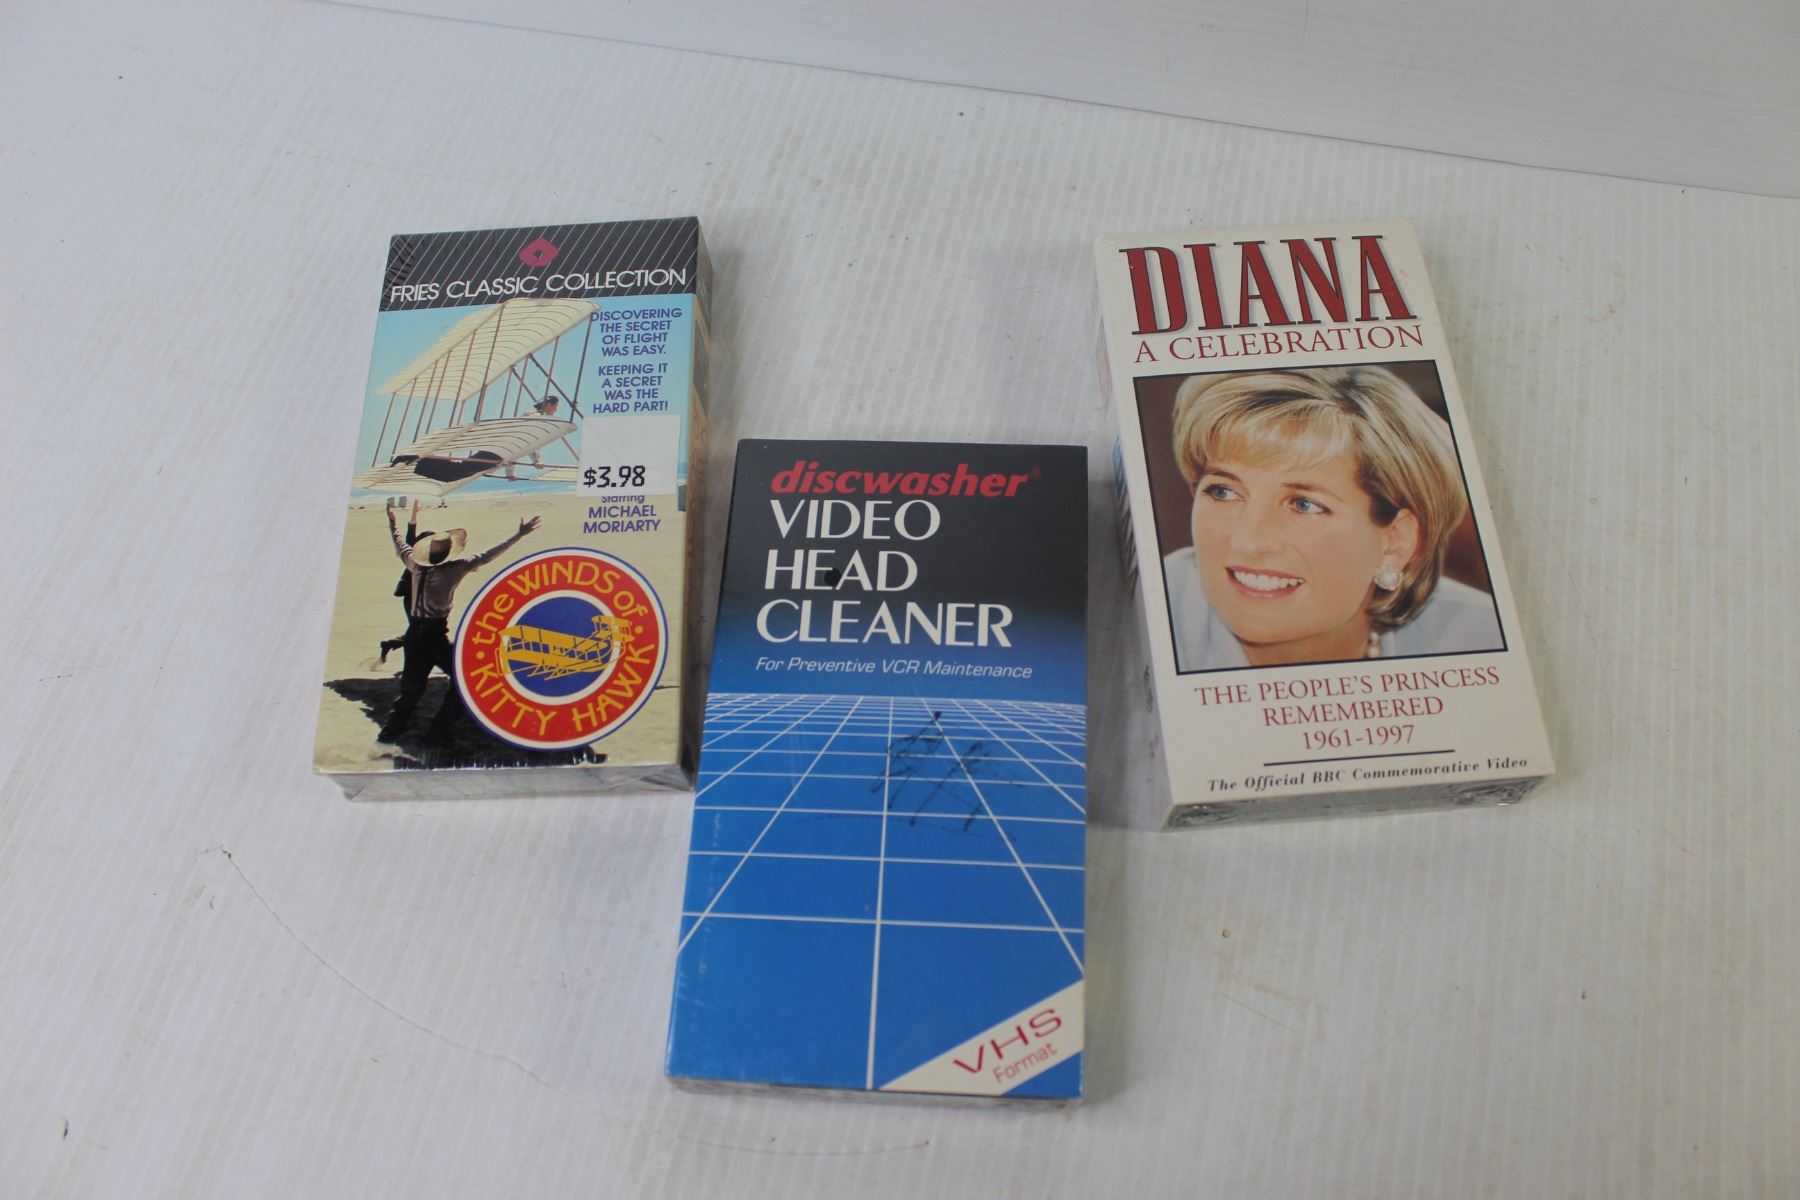 FRIES CLASSIC COLLECTION
DISCOVERING
THE SECRET
OF FLIGHT
WAS EASY.
KEEPING IT
A SECRET
WAS THE
HARD PART!
$3.98
Starring
MICHAEL
MORIARTY
the WINDS of
KITTY HAWK
discwasher®
VIDEO
HEAD
CLEANER
For Preventive VCR Maintenance
VHS
Format
DIANA
A CELEBRATION
THE PEOPLE'S PRINCESS
REMEMBERED
1961-1997
The Official BBC Commemorative Video